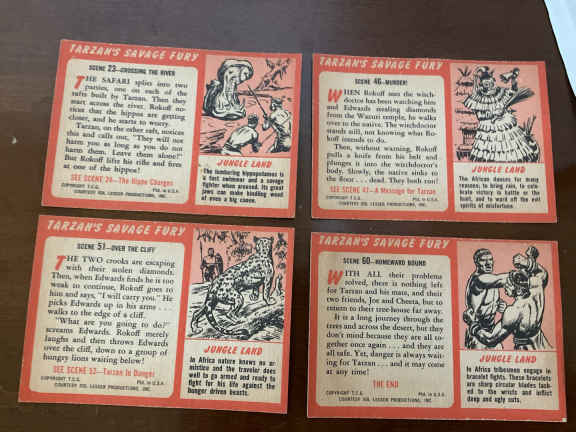 TARZAN'S SAVAGE FURY
SCENE 23—CROSSING THE RIVER
THE SAFARI splits into two
parties, one on each of the
rafts built by Tarzan. Then they
start across the river. Rokoff no-
tices that the hippos are getting
closer, and he starts to worry.
Tarzan, on the other raft, notices
this and calls out, "They will not
harm you as long as you do not
harm them. Leave them alone!"
But Rokoff lifts his rifle and fires
at one of the hippos!
SEE SCENE 24—The Hippo Charges
COPYRIGHT T.C.G. Ptd. in U.S.A.
COURTESY SOL LESSER PRODUCTIONS, INC.
JUNGLE LAND
The lumbering hippopotamus is
a fast swimmer and a savage
fighter when aroused. Its great
jaws can make kindling wood
of even a big canoe.
TARZAN'S SAVAGE FURY
SCENE 46—MURDER!
WHEN Rokoff sees the witch-
doctor has been watching him
and Edwards stealing diamonds
from the Wazuri temple, he walks
over to the native. The witchdoctor
stands still, not knowing what Ro-
koff intends to do.
Then, without warning, Rokoff
pulls a knife from his belt and
plunges it into the witchdoctor's
body. Slowly, the native sinks to
the floor . . . dead. They bolt out!
SEE SCENE 47—A Message for Tarzan
COPYRIGHT T.C.G. Ptd. in U.S.A.
COURTESY SOL LESSER PRODUCTIONS, INC.
JUNGLE LAND
The African dances for many
reasons; to bring rain, to cele-
brate victory in battle or the
hunt, and to ward off the evil
spirits of misfortune.
TARZAN'S SAVAGE FURY
SCENE 51—OVER THE CLIFF
THE TWO crooks are escaping
with their stolen diamonds.
Then, when Edwards finds he is too
weak to continue, Rokoff goes to
him and says, "I will carry you." He
picks Edwards up in his arms . . .
walks to the edge of a cliff.
"What are you going to do?"
screams Edwards. Rokoff merely
laughs and then throws Edwards
over the cliff, down to a group of
hungry lions waiting below!
SEE SCENE 52—Tarzan In Danger
COPYRIGHT T.C.G. Ptd. in U.S.A.
COURTESY SOL LESSER PRODUCTIONS, INC.
JUNGLE LAND
In Africa nature knows no ar-
mistice and the traveler does
well to go armed and ready to
fight for his life against the
hunger driven beasts.
TARZAN'S SAVAGE FURY
SCENE 60—HOMEWARD BOUND
WITH ALL their problems
solved, there is nothing left
for Tarzan and his mate, and their
two friends, Joe and Cheeta, but to
return to their tree-house far away.
It is a long journey through the
trees and across the desert, but they
don't mind because they are all to-
gether once again . . . and they are
all safe. Yet, danger is always wait-
ing for Tarzan . . . and it may come
at any time!
THE END
COPYRIGHT T.C.G. Ptd. in U.S.A.
COURTESY SOL LESSER PRODUCTIONS, INC.
JUNGLE LAND
In Africa tribesmen engage in
bracelet fights. These bracelets
are sharp circular blades lock-
ed to the wrists and inflict
deep and ugly cuts.